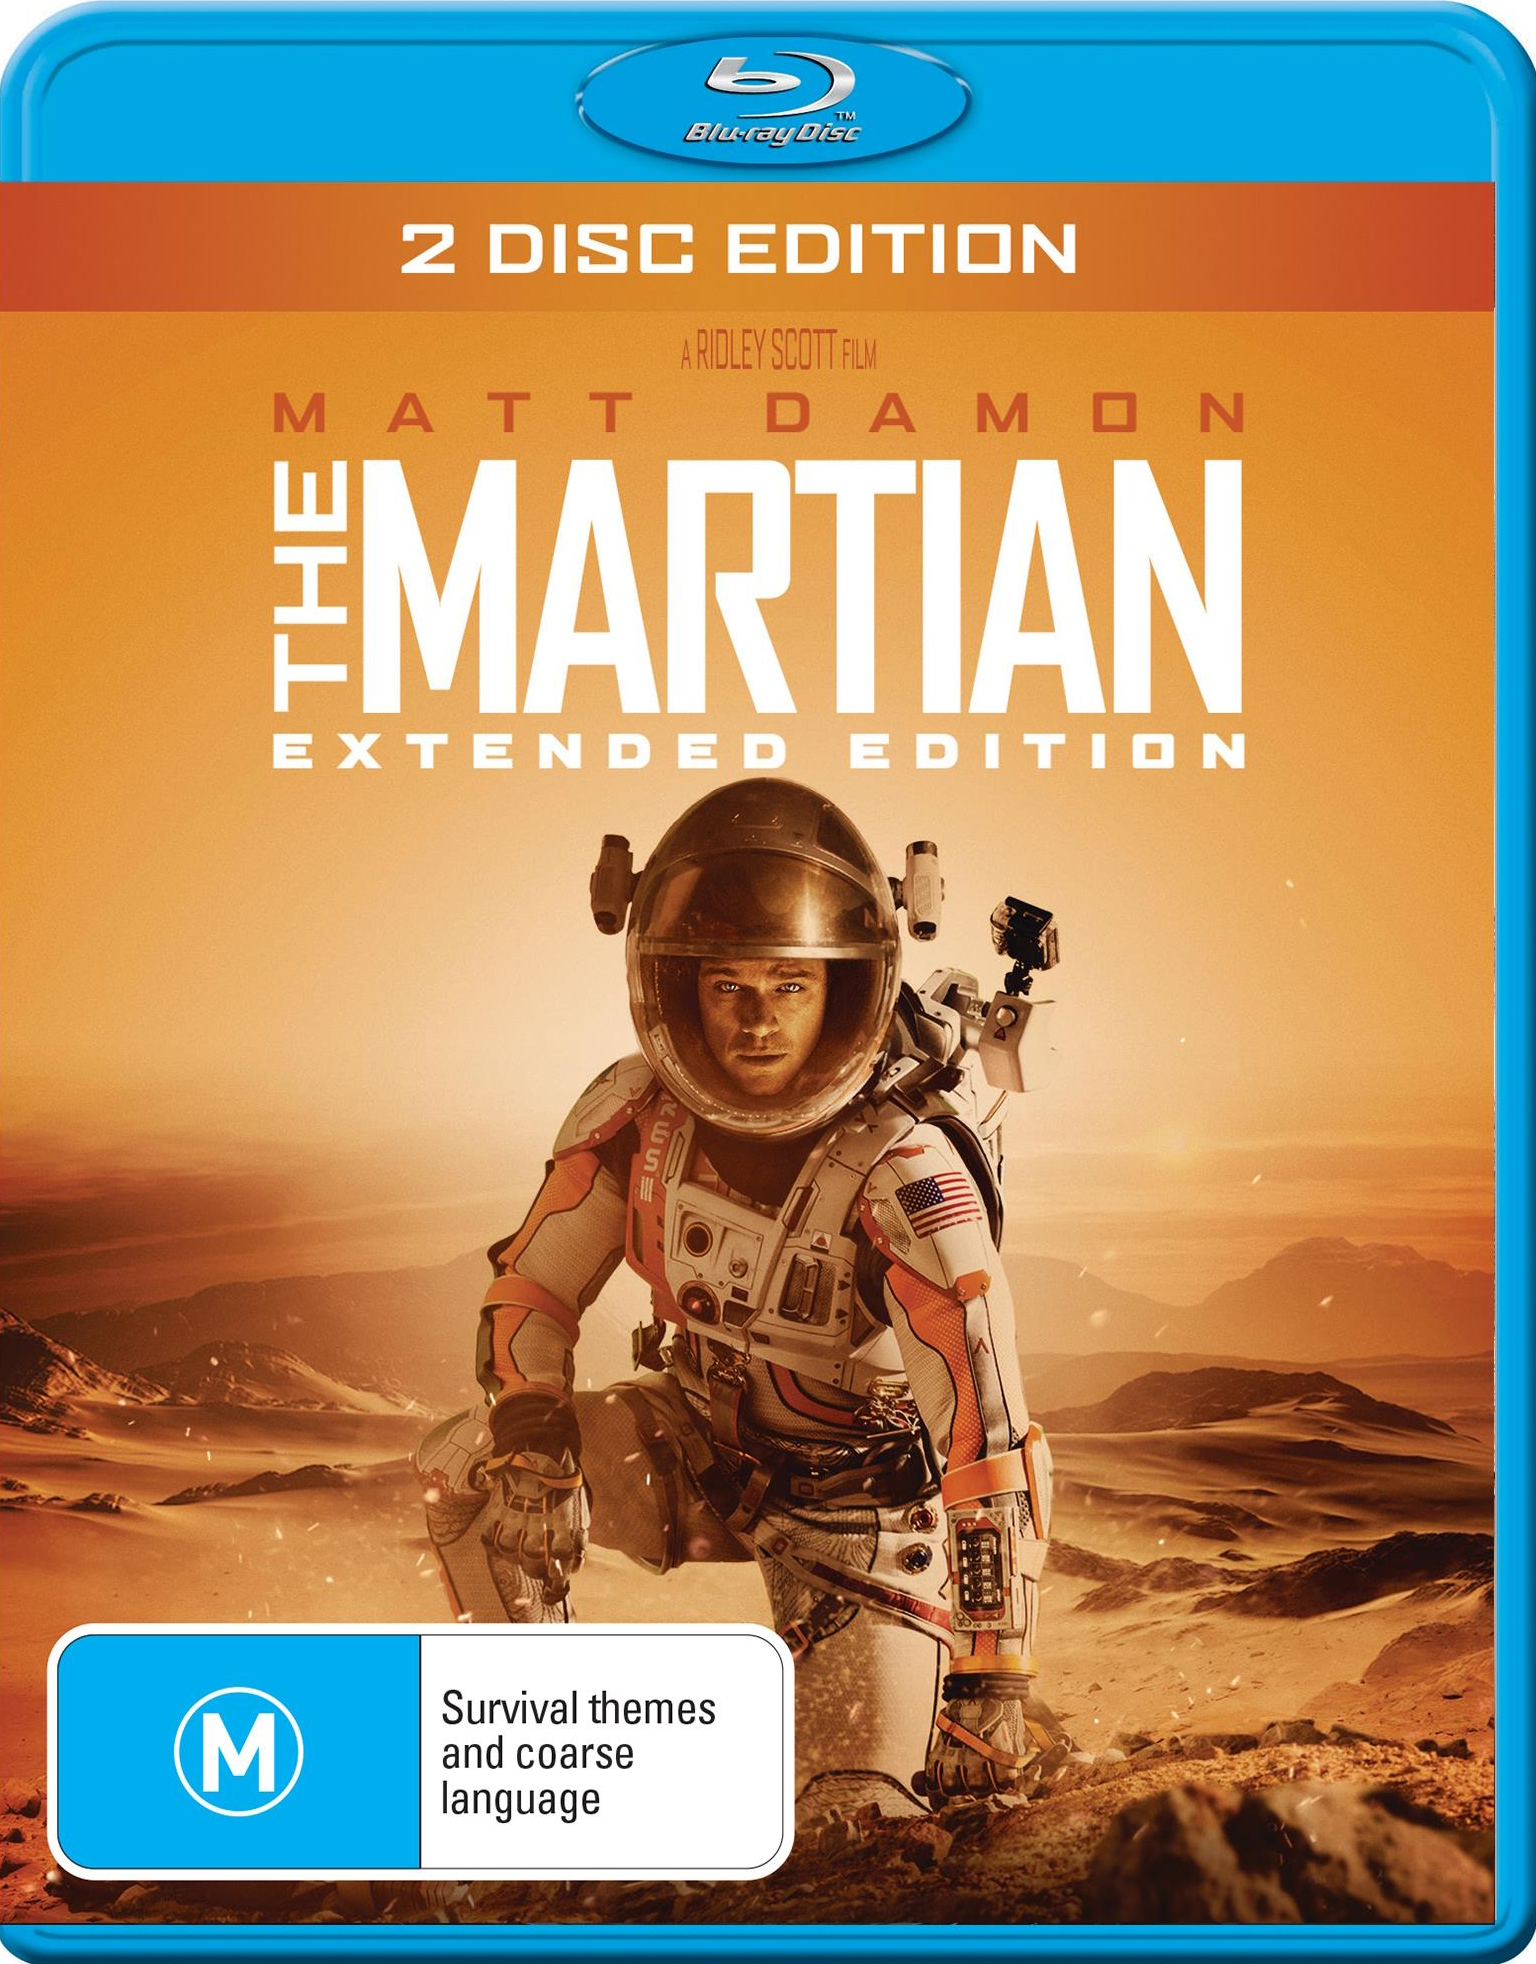 Blu-ray Disc™
2 DISC EDITION
A RIDLEY SCOTT FILM
MATT DAMON
THE MARTIAN
EXTENDED EDITION
M
Survival themes
and coarse
language